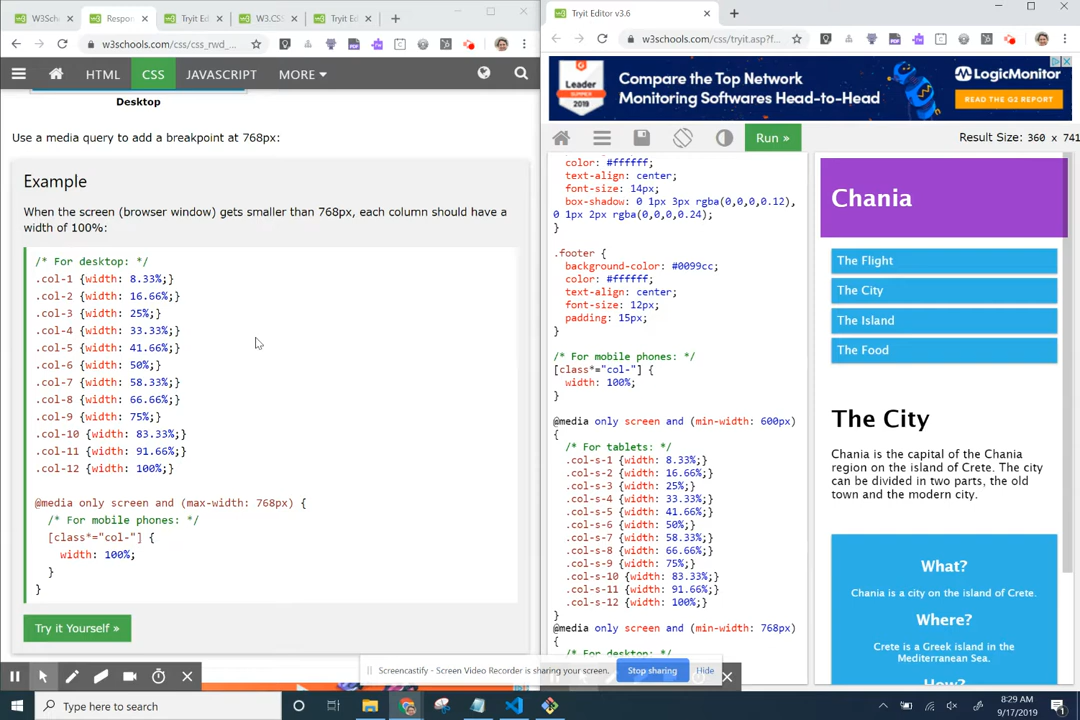 W3Sch
Respon
Tryit Ed
W3.CSS
Tryit Ed
w3schools.com/css/css_rwd_...
HTML
CSS
JAVASCRIPT
MORE
Desktop
Use a media query to add a breakpoint at 768px:
Example
When the screen (browser window) gets smaller than 768px, each column should have a
width of 100%:
/* For desktop: */
.col-1 {width: 8.33%;}
.col-2 {width: 16.66%;}
.col-3 {width: 25%;}
.col-4 {width: 33.33%;}
.col-5 {width: 41.66%;}
.col-6 {width: 50%;}
.col-7 {width: 58.33%;}
.col-8 {width: 66.66%;}
.col-9 {width: 75%;}
.col-10 {width: 83.33%;}
.col-11 {width: 91.66%;}
.col-12 {width: 100%;}
@media only screen and (max-width: 768px) {
/* For mobile phones: */
[class*="col-"] {
width: 100%;
}
}
Try it Yourself »
Tryit Editor v3.6
w3schools.com/css/tryit.asp?f...
Leader
SUMMER
2019
Compare the Top Network
Monitoring Softwares Head-to-Head
LogicMonitor
READ THE G2 REPORT
Run »
Result Size: 360 x 741
color: #ffffff;
text-align: center;
font-size: 14px;
box-shadow: 0 1px 3px rgba(0,0,0,0.12),
0 1px 2px rgba(0,0,0,0.24);
}
.footer {
background-color: #0099cc;
color: #ffffff;
text-align: center;
font-size: 12px;
padding: 15px;
}
/* For mobile phones: */
[class*="col-"] {
width: 100%;
}
@media only screen and (min-width: 600px)
{
/* For tablets: */
.col-s-1 {width: 8.33%;}
.col-s-2 {width: 16.66%;}
.col-s-3 {width: 25%;}
.col-s-4 {width: 33.33%;}
.col-s-5 {width: 41.66%;}
.col-s-6 {width: 50%;}
.col-s-7 {width: 58.33%;}
.col-s-8 {width: 66.66%;}
.col-s-9 {width: 75%;}
.col-s-10 {width: 83.33%;}
.col-s-11 {width: 91.66%;}
.col-s-12 {width: 100%;}
}
@media only screen and (min-width: 768px)
{
/* For desktop: */
Chania
The Flight
The City
The Island
The Food
The City
Chania is the capital of the Chania
region on the island of Crete. The city
can be divided in two parts, the old
town and the modern city.
What?
Chania is a city on the island of Crete.
Where?
Crete is a Greek island in the
Mediterranean Sea.
How?
Screencastify - Screen Video Recorder is sharing your screen.
Stop sharing
Hide
Type here to search
8:29 AM
9/17/2019